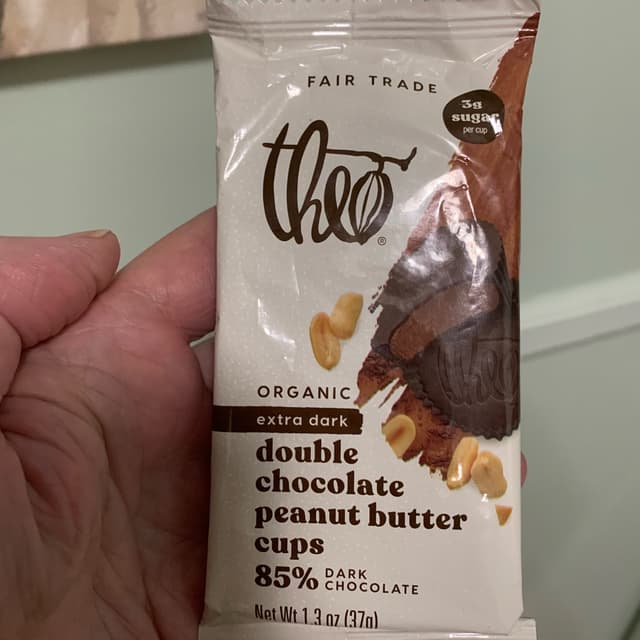 FAIR TRADE
3g
sugar
per cup
theo
®
theo
ORGANIC
extra dark
double
chocolate
peanut butter
cups
85% DARK
CHOCOLATE
Net Wt 1.3 oz (37g)